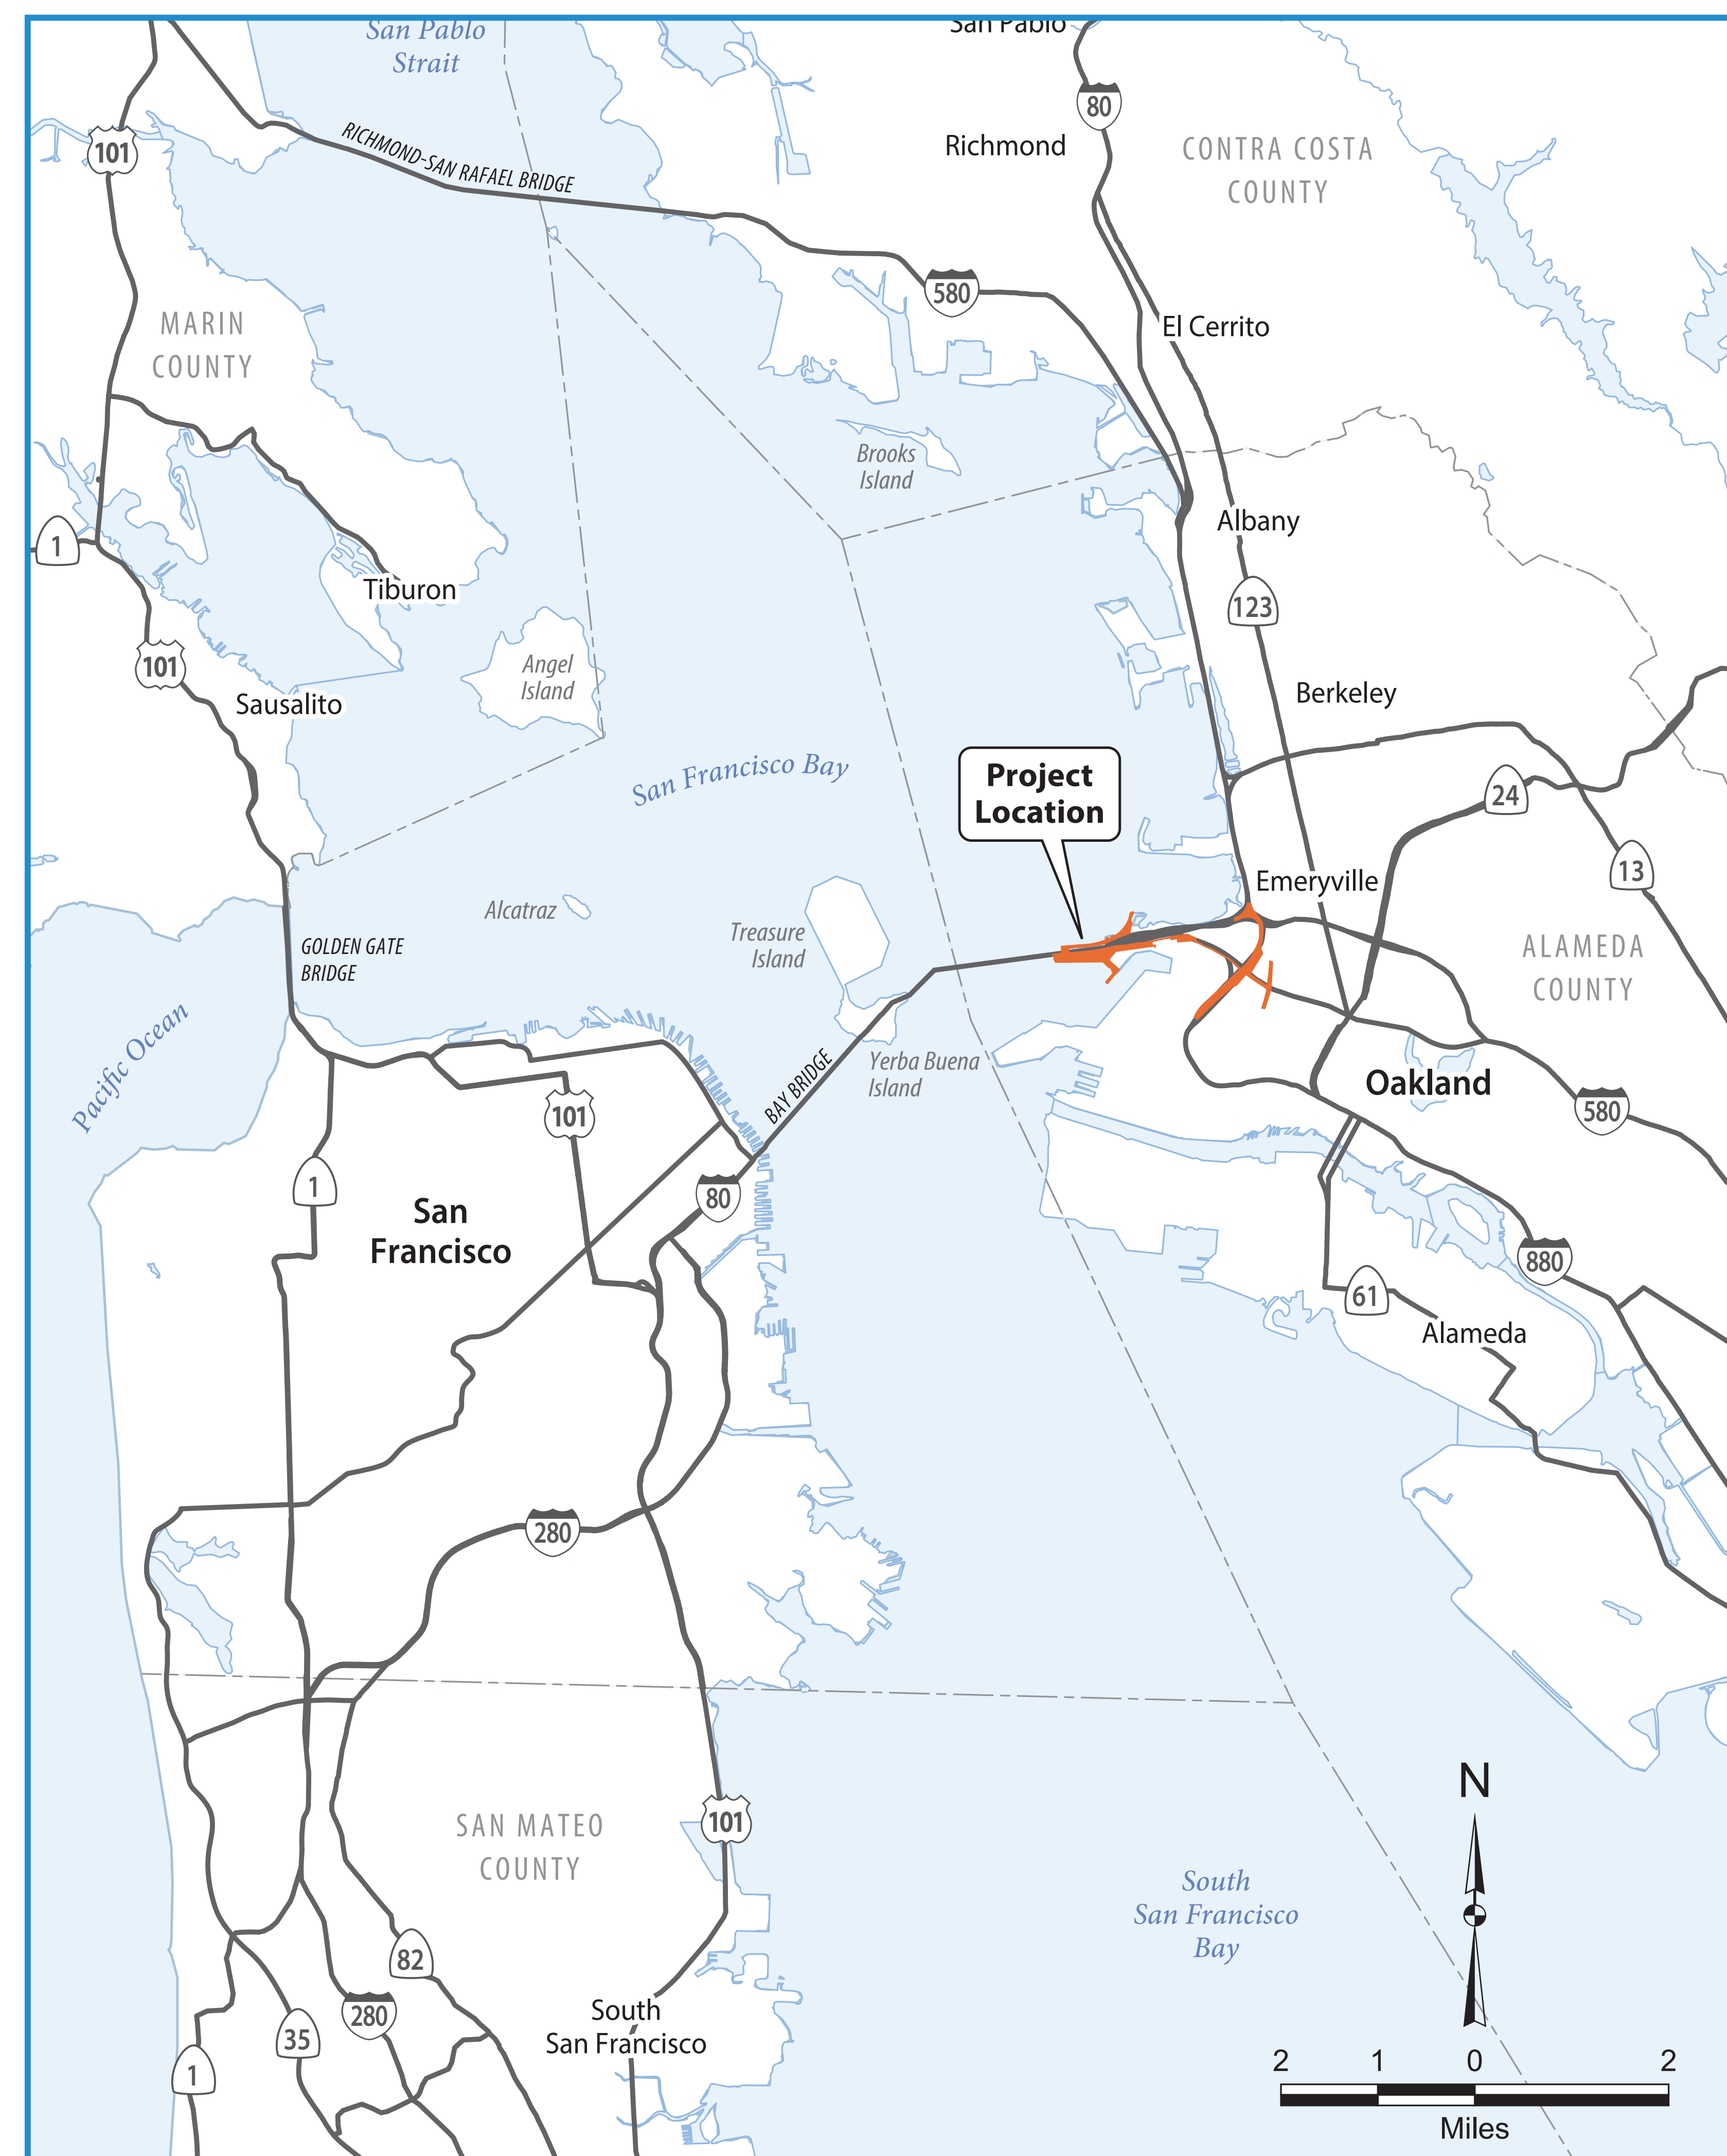 San Pablo
Strait
San Pablo
80
Richmond
CONTRA COSTA
COUNTY
101
RICHMOND-SAN RAFAEL BRIDGE
580
MARIN
COUNTY
El Cerrito
Brooks
Island
Albany
1
Tiburon
123
101
Angel
Island
Sausalito
Berkeley
San Francisco Bay
Project
Location
24
13
Emeryville
Alcatraz
Treasure
Island
GOLDEN GATE
BRIDGE
ALAMEDA
COUNTY
Pacific Ocean
Yerba Buena
Island
BAY BRIDGE
Oakland
580
101
1
80
San
Francisco
880
61
Alameda
280
SAN MATEO
COUNTY
101
N
South
San Francisco
Bay
82
280
35
1
South
San Francisco
2 1 0 2
Miles